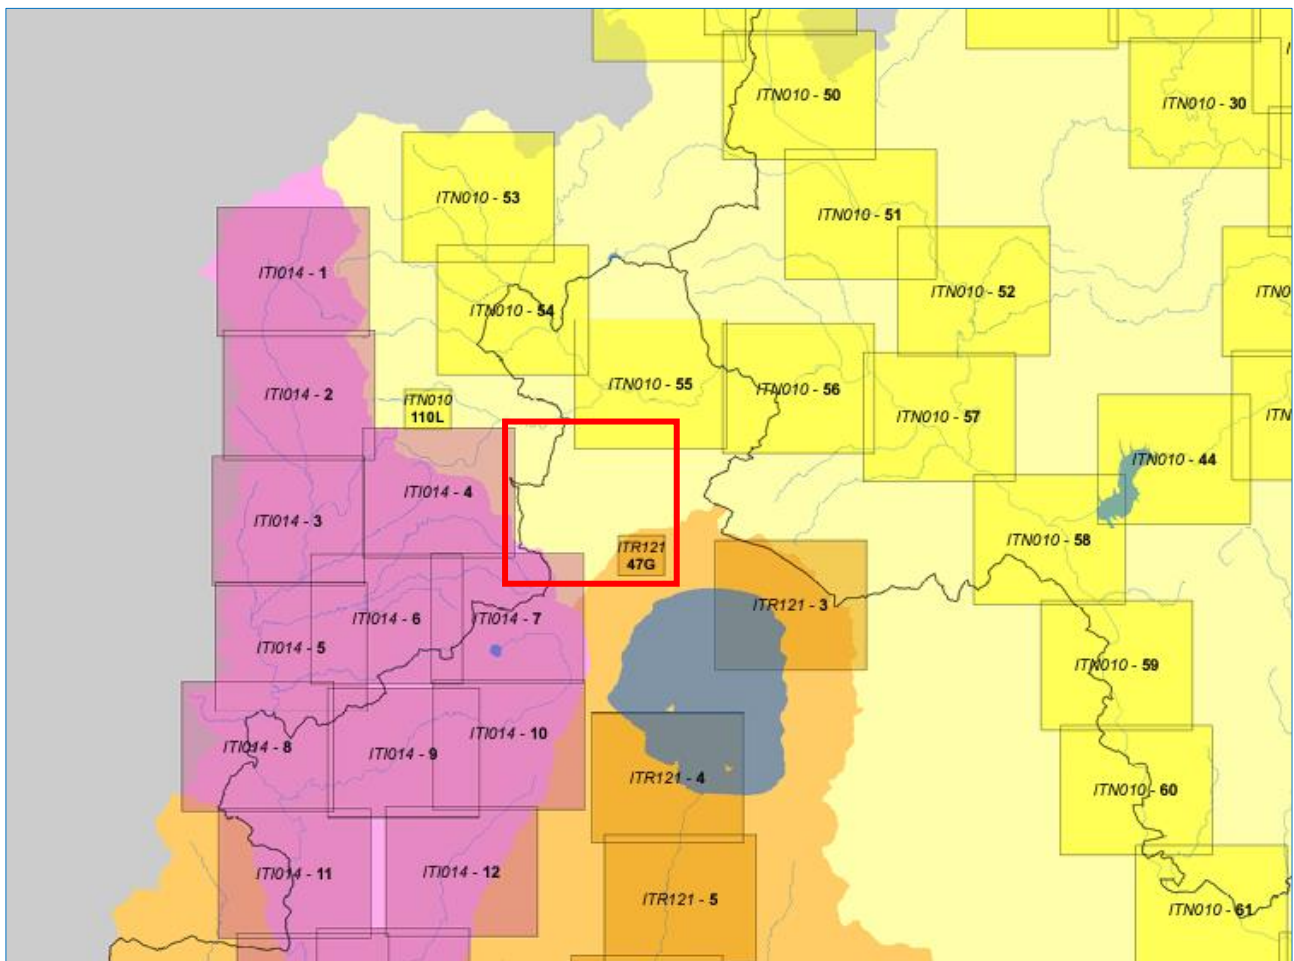 ITN010 - 50
ITN010 - 30
ITN010 - 53
ITN010 - 51
ITI014 - 1
ITN010 - 52
ITN0
ITN010 - 54
ITN010 - 55
ITN010 - 56
ITI014 - 2
ITN010
110L
ITN010 - 57
ITN
ITN010 - 44
ITI014 - 4
ITI014 - 3
ITN010 - 58
ITR121
47G
ITR121 - 3
ITI014 - 6
ITI014 - 7
ITI014 - 5
ITN010 - 59
ITI014 - 10
ITI014 - 8
ITI014 - 9
ITR121 - 4
ITN010 - 60
ITI014 - 11
ITI014 - 12
ITR121 - 5
ITN010 - 61